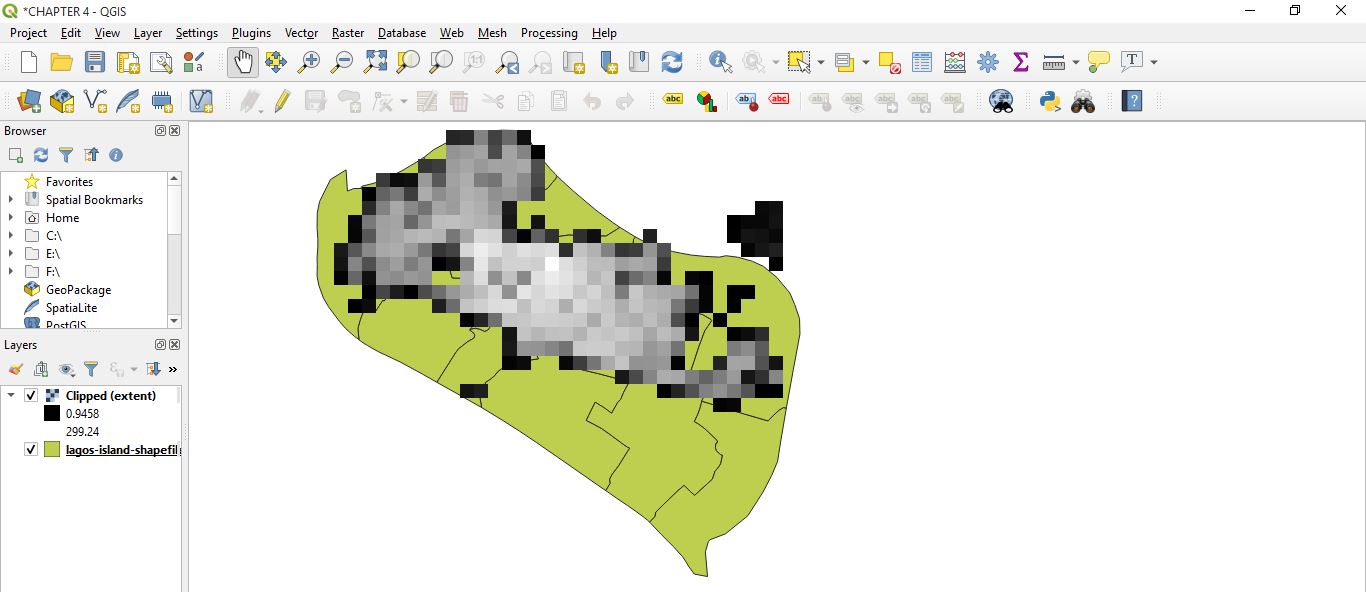 *CHAPTER 4 - QGIS
Project Edit View Layer Settings Plugins Vector Raster Database Web Mesh Processing Help
Browser
Favorites
Spatial Bookmarks
Home
C:\
E:\
F:\
GeoPackage
SpatiaLite
PostGIS
Layers
Clipped (extent)
0.9458
299.24
lagos-island-shapefil